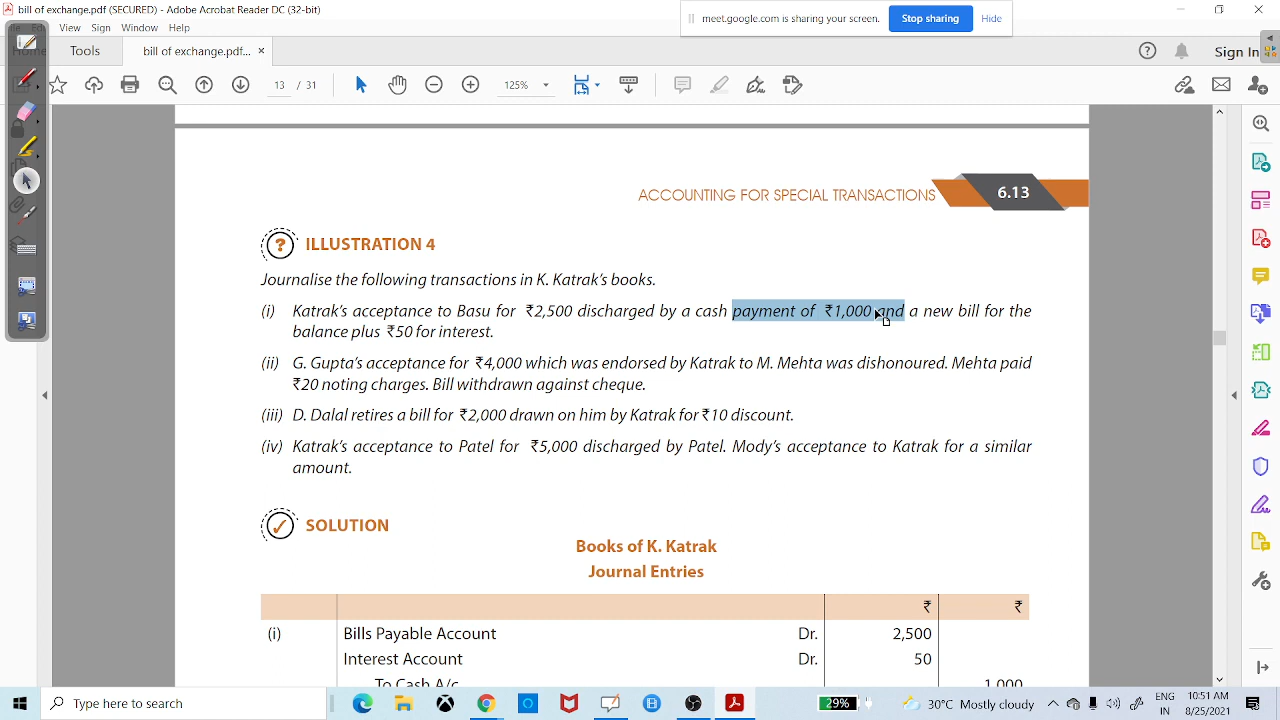 bill of exchange.pdf (SECURED) - Adobe Acrobat Reader DC (32-bit)
meet.google.com is sharing your screen. Stop sharing Hide
View Sign Window Help
Tools bill of exchange.pdf... × Sign In
13 / 31 125%
ACCOUNTING FOR SPECIAL TRANSACTIONS 6.13
? ILLUSTRATION 4
Journalise the following transactions in K. Katrak's books.
(i) Katrak's acceptance to Basu for ₹2,500 discharged by a cash payment of ₹1,000 and a new bill for the
balance plus ₹50 for interest.
(ii) G. Gupta's acceptance for ₹4,000 which was endorsed by Katrak to M. Mehta was dishonoured. Mehta paid
₹20 noting charges. Bill withdrawn against cheque.
(iii) D. Dalal retires a bill for ₹2,000 drawn on him by Katrak for ₹10 discount.
(iv) Katrak's acceptance to Patel for ₹5,000 discharged by Patel. Mody's acceptance to Katrak for a similar
amount.
SOLUTION
Books of K. Katrak
Journal Entries
₹ ₹
(i) Bills Payable Account Dr. 2,500
Interest Account Dr. 50
To Cash A/c 1,000
Type here to search 29% 30°C Mostly cloudy ENG 10:51 AM
IN 8/25/2021